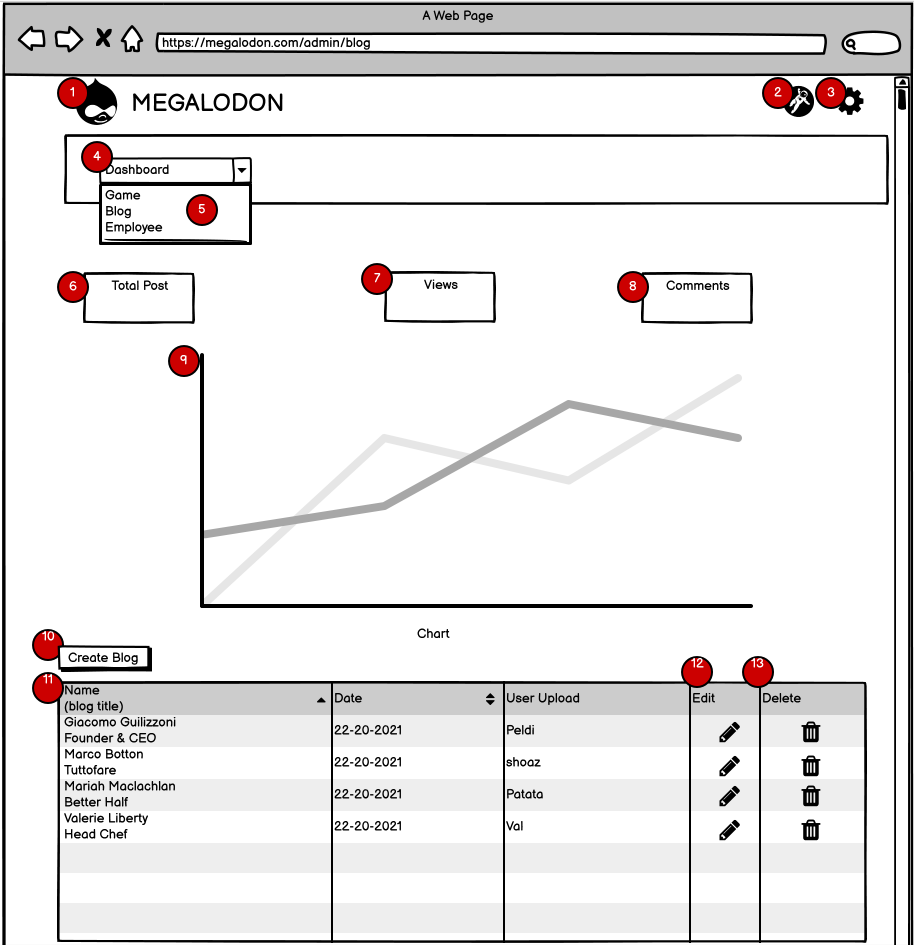 A Web Page
https://megalodon.com/admin/blog
1
MEGALODON
2
3
4
Dashboard
Game
Blog
Employee
5
6
Total Post
7
Views
8
Comments
9
Chart
10
Create Blog
11
12
13
Name
(blog title)
Date
User Upload
Edit
Delete
Giacomo Guilizzoni
Founder & CEO
22-20-2021
Peldi
Marco Botton
Tuttofare
22-20-2021
shoaz
Mariah Maclachlan
Better Half
22-20-2021
Patata
Valerie Liberty
Head Chef
22-20-2021
Val